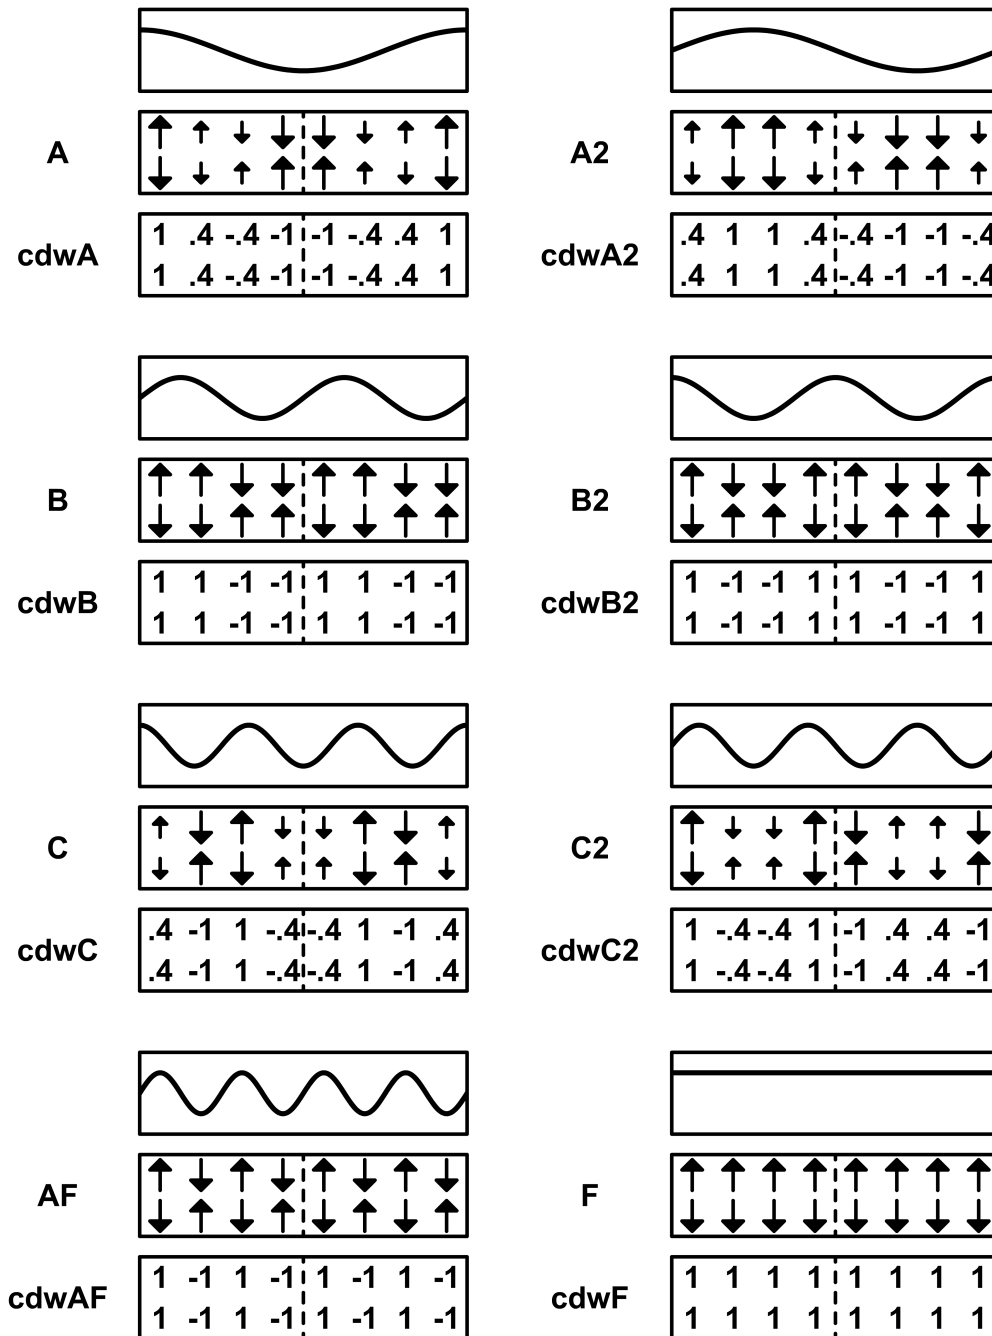 A
A2
cdwA
1 .4 -.4 -1 -1 -.4 .4 1
1 .4 -.4 -1 -1 -.4 .4 1
cdwA2
.4 1 1 .4 -.4 -1 -1 -.4
.4 1 1 .4 -.4 -1 -1 -.4
B
B2
cdwB
1 1 -1 -1 1 1 -1 -1
1 1 -1 -1 1 1 -1 -1
cdwB2
1 -1 -1 1 1 -1 -1 1
1 -1 -1 1 1 -1 -1 1
C
C2
cdwC
.4 -1 1 -.4 -.4 1 -1 .4
.4 -1 1 -.4 -.4 1 -1 .4
cdwC2
1 -.4 -.4 1 -1 .4 .4 -1
1 -.4 -.4 1 -1 .4 .4 -1
AF
F
cdwAF
1 -1 1 -1 1 -1 1 -1
1 -1 1 -1 1 -1 1 -1
cdwF
1 1 1 1 1 1 1 1
1 1 1 1 1 1 1 1